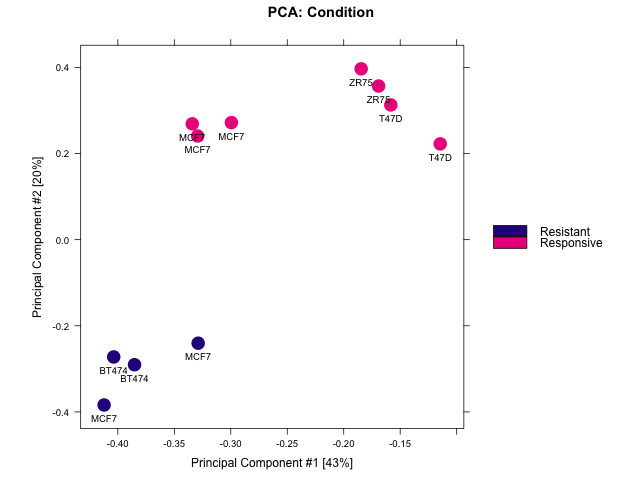 PCA: Condition
0.4
0.2
0.0
-0.2
-0.4
Principal Component #2 [20%]
ZR75
ZR75
T47D
T47D
MCF7
MCF7
MCF7
MCF7
BT474
BT474
MCF7
-0.40
-0.35
-0.30
-0.25
-0.20
-0.15
Principal Component #1 [43%]
Resistant
Responsive